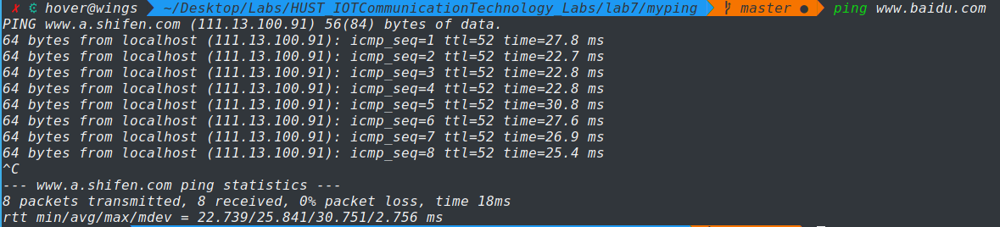 ✗ hover@wings ~/Desktop/Labs/HUST_IOTCommunicationTechnology_Labs/lab7/myping master ● ping www.baidu.com
PING www.a.shifen.com (111.13.100.91) 56(84) bytes of data.
64 bytes from localhost (111.13.100.91): icmp_seq=1 ttl=52 time=27.8 ms
64 bytes from localhost (111.13.100.91): icmp_seq=2 ttl=52 time=22.7 ms
64 bytes from localhost (111.13.100.91): icmp_seq=3 ttl=52 time=22.8 ms
64 bytes from localhost (111.13.100.91): icmp_seq=4 ttl=52 time=22.8 ms
64 bytes from localhost (111.13.100.91): icmp_seq=5 ttl=52 time=30.8 ms
64 bytes from localhost (111.13.100.91): icmp_seq=6 ttl=52 time=27.6 ms
64 bytes from localhost (111.13.100.91): icmp_seq=7 ttl=52 time=26.9 ms
64 bytes from localhost (111.13.100.91): icmp_seq=8 ttl=52 time=25.4 ms
^C
--- www.a.shifen.com ping statistics ---
8 packets transmitted, 8 received, 0% packet loss, time 18ms
rtt min/avg/max/mdev = 22.739/25.841/30.751/2.756 ms